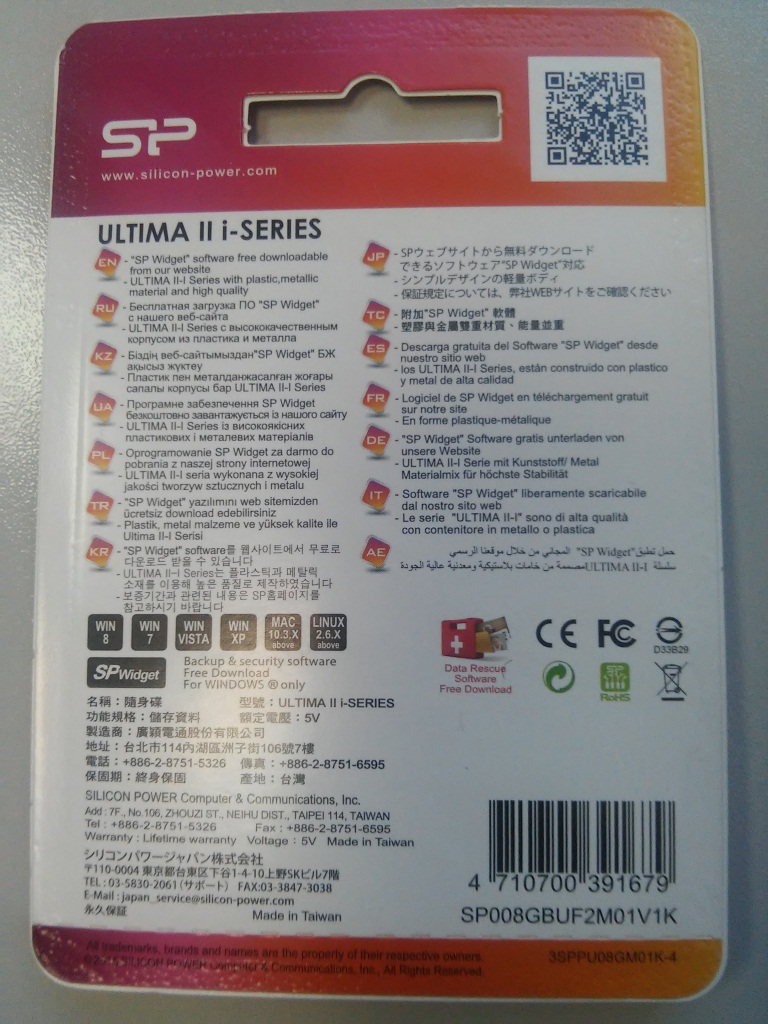 SP
www.silicon-power.com
ULTIMA II i-SERIES
EN
- "SP Widget" software free downloadable
from our website
- ULTIMA II-I Series with plastic,metallic
material and high quality
RU
- Бесплатная загрузка ПО "SP Widget"
с нашего веб-сайта
- ULTIMA II-I Series с высококачественным
корпусом из пластика и металла
KZ
- Біздің веб-сайтымыздан"SP Widget" БЖ
ақысыз жүктеу
- Пластик пен металданжасалған жоғары
сапалы корпусы бар ULTIMA II-I Series
UA
- Програмне забезпечення SP Widget
безкоштовно завантажується із нашого сайту
- ULTIMA II-I Series із високоякісних
пластикових і металевих матеріалів
PL
- Oprogramowanie SP Widget za darmo do
pobrania z naszej strony internetowej
- ULTIMA II-I seria wykonana z wysokiej
jakości tworzyw sztucznych i metalu
TR
- "SP Widget" yazılımını web sitemizden
ücretsiz download edebilirsiniz
- Plastik, metal malzeme ve yüksek kalite ile
Ultima II-I Serisi
KR
- "SP Widget" software를 웹사이트에서 무료로
다운로드 받을 수 있습니다
- ULTIMA II-I Series는 플라스틱과 메탈릭
소재를 이용해 높은 품질로 제작하였습니다
- 보증기간과 관련된 내용은 SP홈페이지를
참고하시기 바랍니다
JP
- SPウェブサイトから無料ダウンロード
できるソフトウェア"SP Widget"対応
- シンプルデザインの軽量ボディ
- 保証規定については、弊社WEBサイトをご確認ください
TC
- 附加"SP Widget" 軟體
- 塑膠與金屬雙重材質、能量並重
ES
- Descarga gratuita del Software "SP Widget" desde
nuestro sitio web
- los ULTIMA II-I Series, están construido con plastico
y metal de alta calidad
FR
- Logiciel de SP Widget en téléchargement gratuit
sur notre site
- En forme plastique-métalique
DE
- "SP Widget" Software gratis unterladen von
unsere Website
- ULTIMA II-I Serie mit Kunststoff/ Metal
Materialmix für höchste Stabilität
IT
- Software "SP Widget" liberamente scaricabile
dal nostro sito web
- Le serie "ULTIMA II-I" sono di alta qualità
con contenitore in metallo o plastica
AE
- حمل تطبيق"SP Widget" المجاني من خلال موقعنا الرسمي
- سلسلة ULTIMA II-Iمصممة من خامات بلاستيكية ومعدنية عالية الجودة
WIN 8
WIN 7
WIN VISTA
WIN XP
MAC 10.3.X above
LINUX 2.6.X above
SPWidget
Backup & security software
Free Download
For WiNDOWS ® only
Data Rescue
Software
Free Download
CE FC
D33B29
SP
RoHS
名稱：隨身碟 型號：ULTIMA II i-SERIES
功能規格：儲存資料 額定電壓：5V
製造商：廣穎電通股份有限公司
地址：台北市114內湖區洲子街106號7樓
電話：+886-2-8751-5326 傳真：+886-2-8751-6595
保固期：終身保固 產地：台灣
SILICON POWER Computer & Communications, Inc.
Add : 7F., No.106, ZHOUZI ST., NEIHU DIST., TAIPEI 114, TAIWAN
Tel : +886-2-8751-5326 Fax : +886-2-8751-6595
Warranty : Lifetime warranty Voltage : 5V Made in Taiwan
シリコンパワージャパン株式会社
〒110-0004 東京都台東区下谷1-4-10上野SKビル7階
TEL : 03-5830-2061 (サポート) FAX:03-3847-3038
E-Mail : japan_service@silicon-power.com
永久保証 Made in Taiwan
4 710700 391679
SP008GBUF2M01V1K
All trademarks, brands and names are the property of their respective owners.
SILICON POWER Computer & Communications, Inc., All Rights Reserved.
3SPPU08GM01K-4